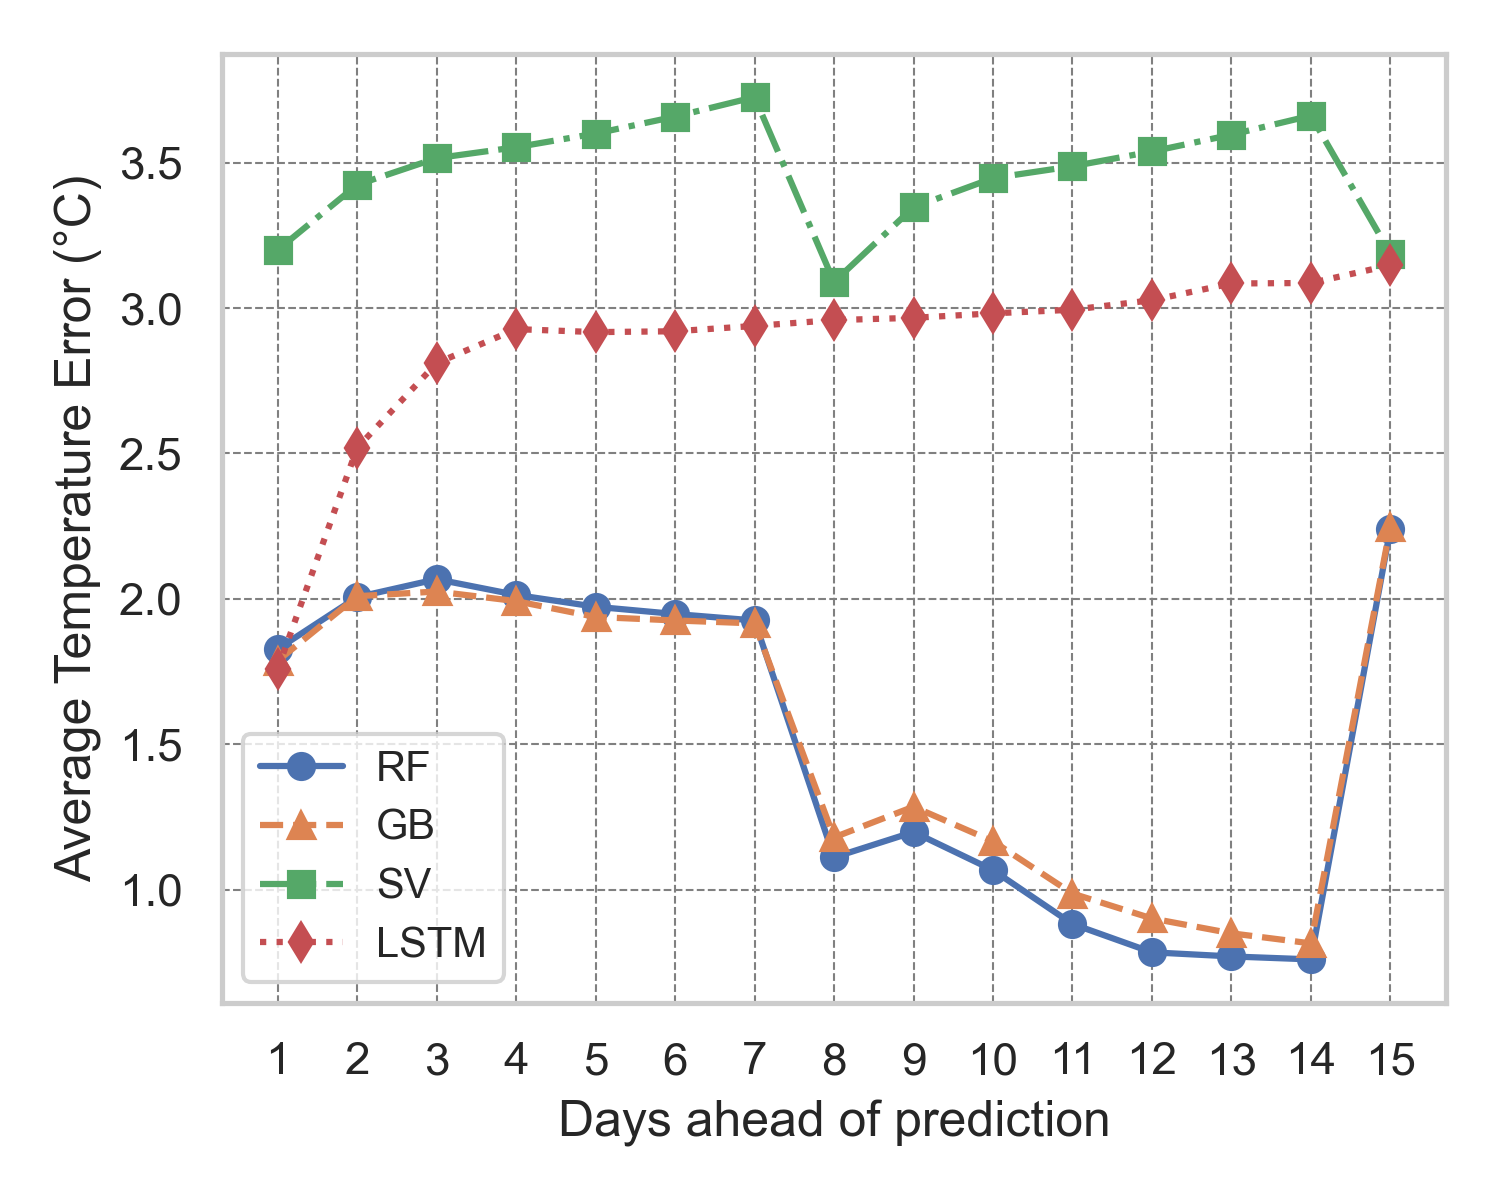 Average Temperature Error (°C)
3.5
3.0
2.5
2.0
1.5
1.0
RF
GB
SV
LSTM
1 2 3 4 5 6 7 8 9 10 11 12 13 14 15
Days ahead of prediction